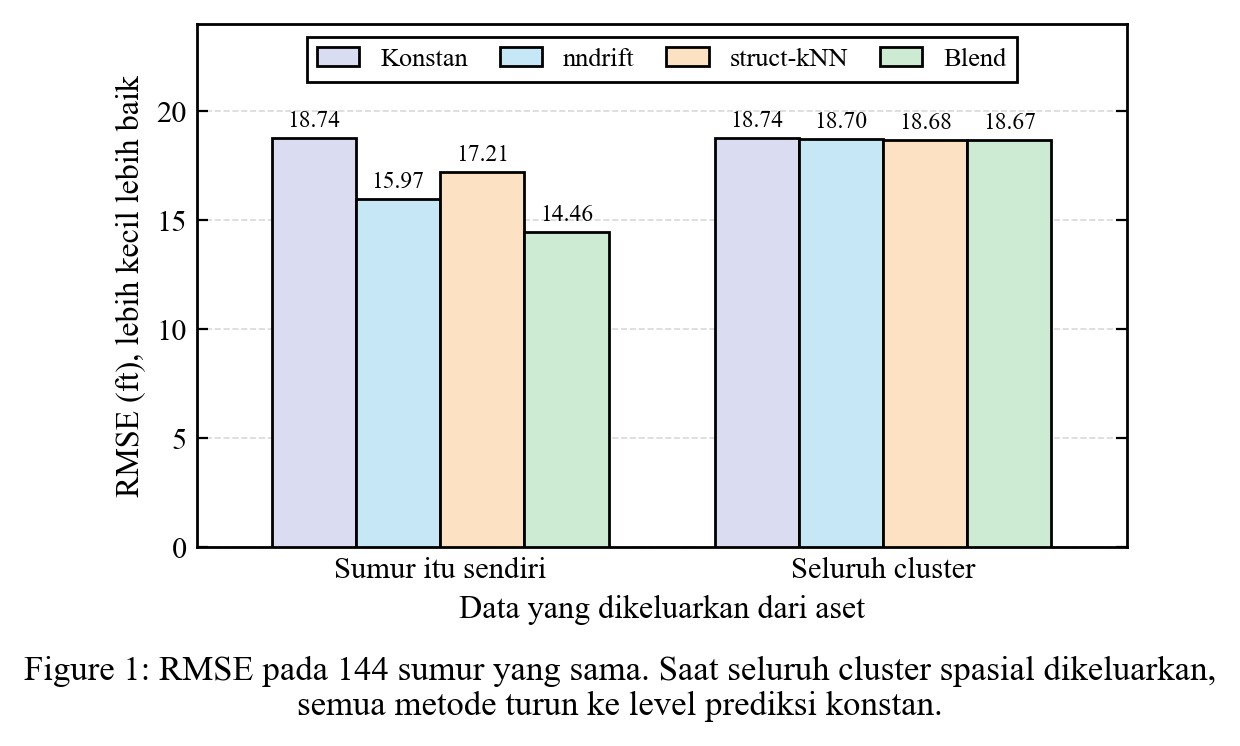 Konstan nndrift struct-kNN Blend
RMSE (ft), lebih kecil lebih baik
20
15
10
5
0
18.74 15.97 17.21 14.46
18.74 18.70 18.68 18.67
Sumur itu sendiri Seluruh cluster
Data yang dikeluarkan dari aset
Figure 1: RMSE pada 144 sumur yang sama. Saat seluruh cluster spasial dikeluarkan,
semua metode turun ke level prediksi konstan.